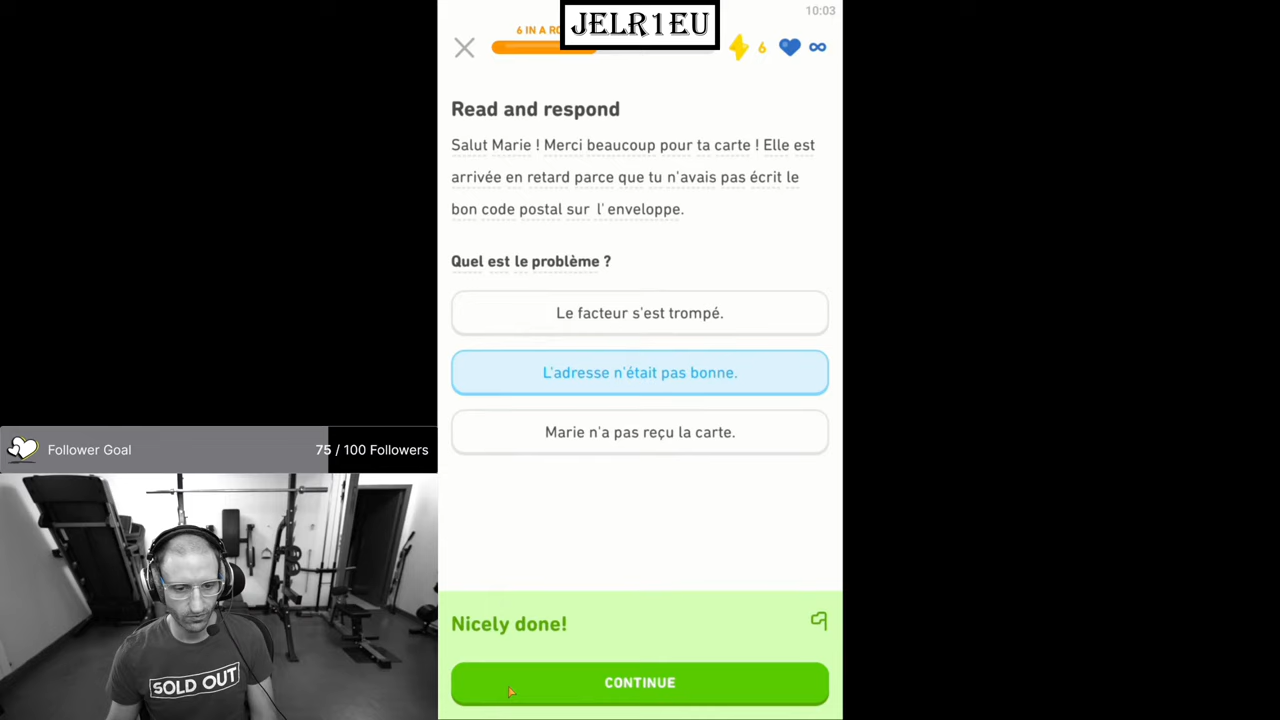 JELR1EU
10:03
6 IN A RO
6
Read and respond
Salut Marie ! Merci beaucoup pour ta carte ! Elle est
arrivée en retard parce que tu n'avais pas écrit le
bon code postal sur l'enveloppe.
Quel est le problème ?
Le facteur s'est trompé.
L'adresse n'était pas bonne.
Marie n'a pas reçu la carte.
Follower Goal
75 / 100 Followers
SOLD OUT
Nicely done!
CONTINUE